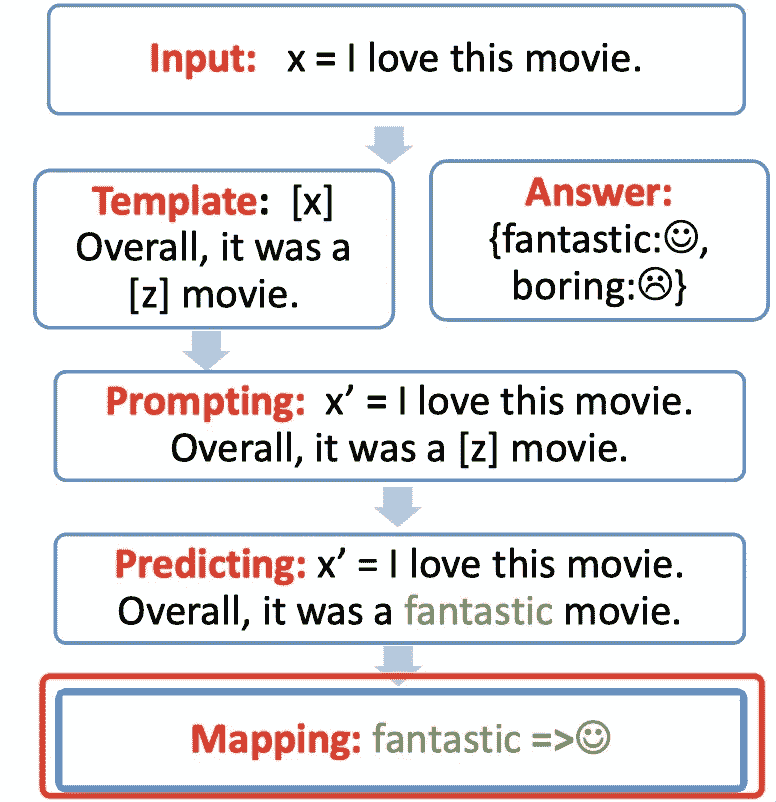 Input: x = I love this movie.
Template: [x]
Overall, it was a
[z] movie.
Answer:
{fantastic:☺,
boring:☹}
Prompting: x’ = I love this movie.
Overall, it was a [z] movie.
Predicting: x’ = I love this movie.
Overall, it was a fantastic movie.
Mapping: fantastic =>☺